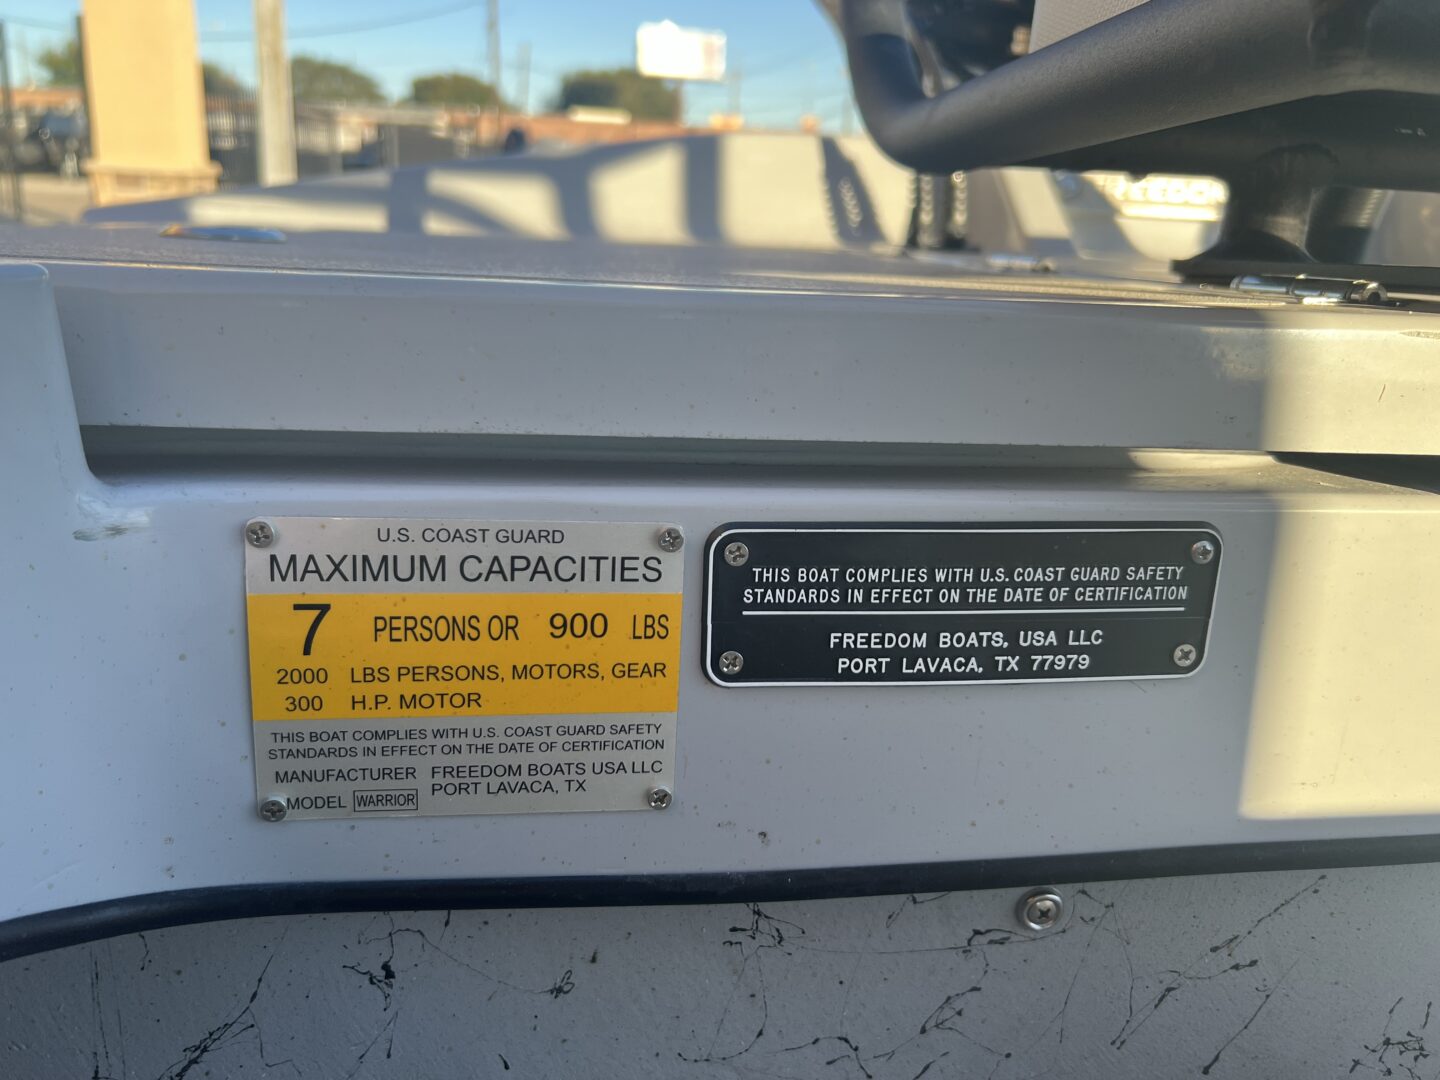 U.S. COAST GUARD
MAXIMUM CAPACITIES
7 PERSONS OR 900 LBS
2000 LBS PERSONS, MOTORS, GEAR
300 H.P. MOTOR
THIS BOAT COMPLIES WITH U.S. COAST GUARD SAFETY
STANDARDS IN EFFECT ON THE DATE OF CERTIFICATION
MANUFACTURER FREEDOM BOATS USA LLC
PORT LAVACA, TX
MODEL WARRIOR
THIS BOAT COMPLIES WITH U.S. COAST GUARD SAFETY
STANDARDS IN EFFECT ON THE DATE OF CERTIFICATION
FREEDOM BOATS, USA LLC
PORT LAVACA, TX 77979